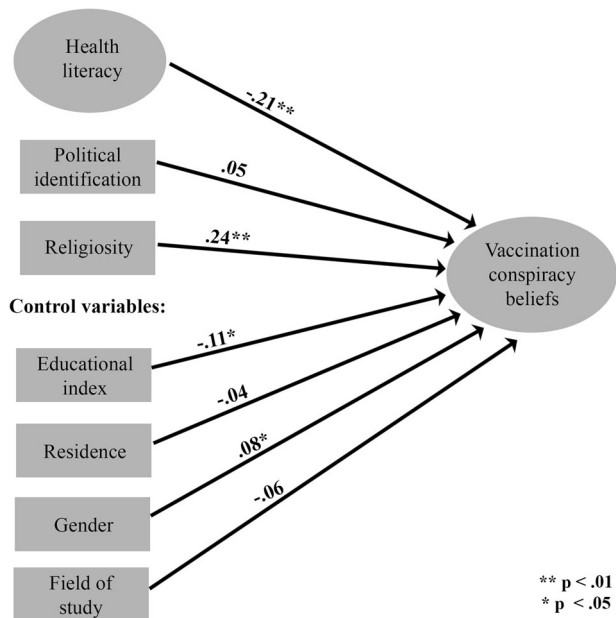 Health
literacy
-.21**
Political
identification
.05
Religiosity
.24**
Vaccination
conspiracy
beliefs
Control variables:
Educational
index
-.11*
Residence
-.04
Gender
.08*
Field of
study
-.06
** p < .01
* p < .05